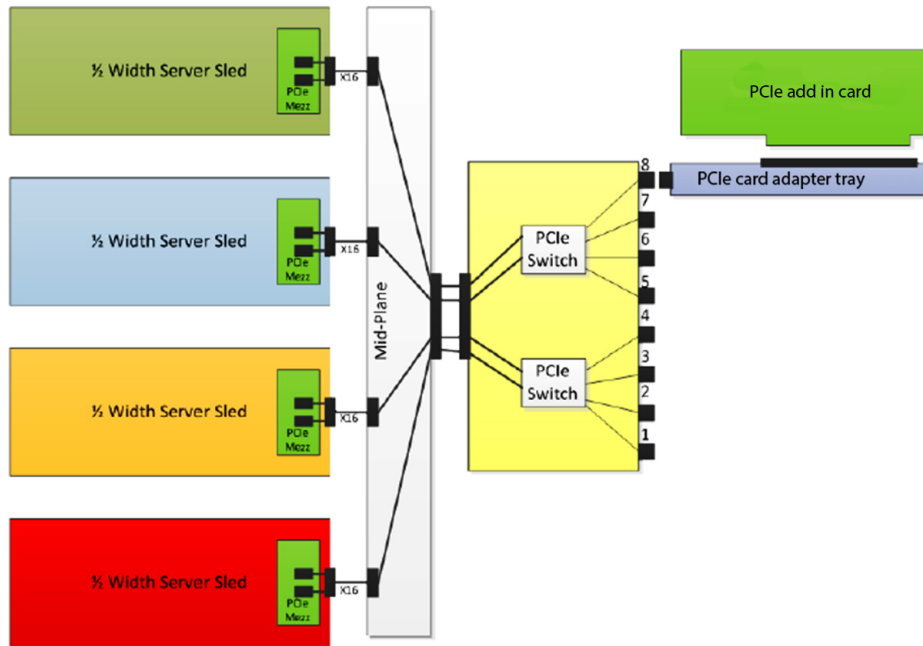 ½ Width Server Sled
PCIe
Mezz
X16
½ Width Server Sled
PCIe
Mezz
X16
½ Width Server Sled
PCIe
Mezz
X16
½ Width Server Sled
PCIe
Mezz
X16
Mid-Plane
PCIe
Switch
PCIe
Switch
8
7
6
5
4
3
2
1
PCIe add in card
PCIe card adapter tray